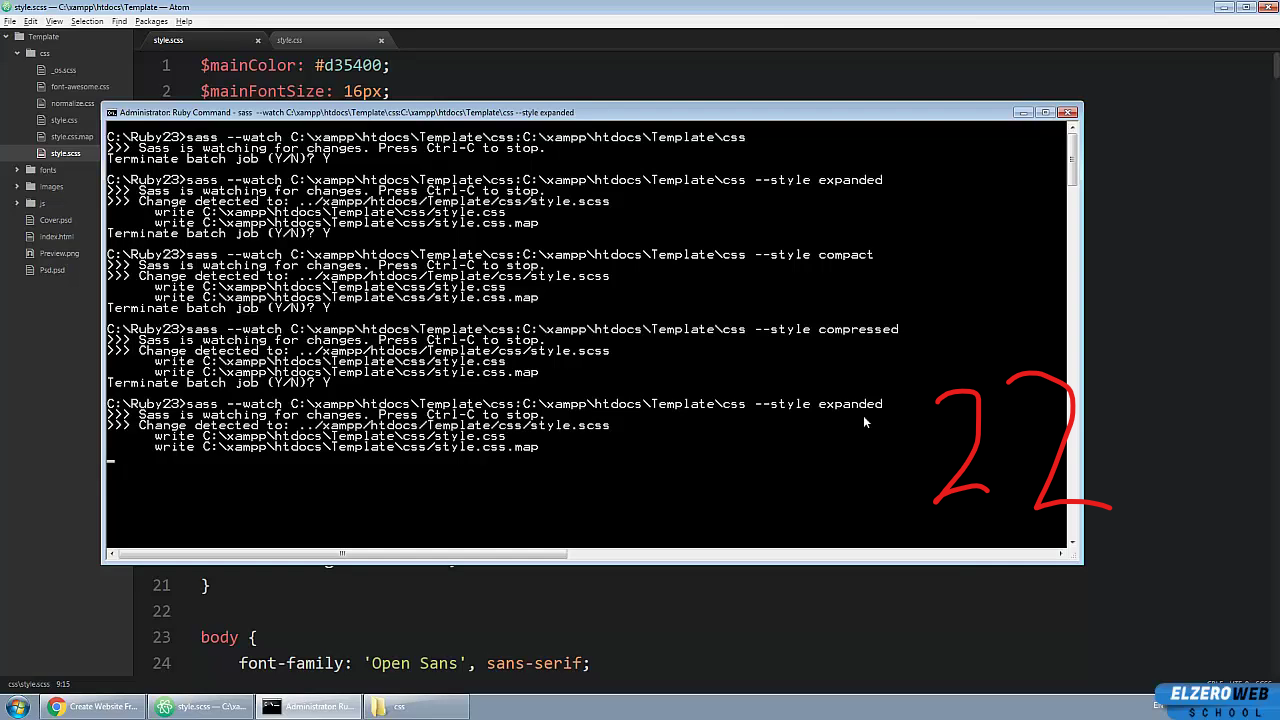 style.scss — C:\xampp\htdocs\Template — Atom
File Edit View Selection Find Packages Help
Template
css
_os.scss
font-awesome.css
normalize.css
style.css
style.css.map
style.scss
fonts
Images
js
Cover.psd
Index.html
Preview.png
Psd.psd
style.scss
style.css
1 $mainColor: #d35400;
2 $mainFontSize: 16px;
Administrator: Ruby Command - sass --watch C:\xampp\htdocs\Template\css:C:\xampp\htdocs\Template\css --style expanded
C:\Ruby23>sass --watch C:\xampp\htdocs\Template\css:C:\xampp\htdocs\Template\css
>>> Sass is watching for changes. Press Ctrl-C to stop.
Terminate batch job (Y/N)? Y
C:\Ruby23>sass --watch C:\xampp\htdocs\Template\css:C:\xampp\htdocs\Template\css --style expanded
>>> Sass is watching for changes. Press Ctrl-C to stop.
>>> Change detected to: ../xampp/htdocs/Template/css/style.scss
write C:\xampp\htdocs\Template\css/style.css
write C:\xampp\htdocs\Template\css/style.css.map
Terminate batch job (Y/N)? Y
C:\Ruby23>sass --watch C:\xampp\htdocs\Template\css:C:\xampp\htdocs\Template\css --style compact
>>> Sass is watching for changes. Press Ctrl-C to stop.
>>> Change detected to: ../xampp/htdocs/Template/css/style.scss
write C:\xampp\htdocs\Template\css/style.css
write C:\xampp\htdocs\Template\css/style.css.map
Terminate batch job (Y/N)? Y
C:\Ruby23>sass --watch C:\xampp\htdocs\Template\css:C:\xampp\htdocs\Template\css --style compressed
>>> Sass is watching for changes. Press Ctrl-C to stop.
>>> Change detected to: ../xampp/htdocs/Template/css/style.scss
write C:\xampp\htdocs\Template\css/style.css
write C:\xampp\htdocs\Template\css/style.css.map
Terminate batch job (Y/N)? Y
C:\Ruby23>sass --watch C:\xampp\htdocs\Template\css:C:\xampp\htdocs\Template\css --style expanded
>>> Sass is watching for changes. Press Ctrl-C to stop.
>>> Change detected to: ../xampp/htdocs/Template/css/style.scss
write C:\xampp\htdocs\Template\css/style.css
write C:\xampp\htdocs\Template\css/style.css.map
22
21 }
22
23 body {
24 font-family: 'Open Sans', sans-serif;
css\style.scss 9:15
Create Website Fr...
style.scss — C:\xa...
Administrator: Ru...
css
ELZEROWEB
SCHOOL